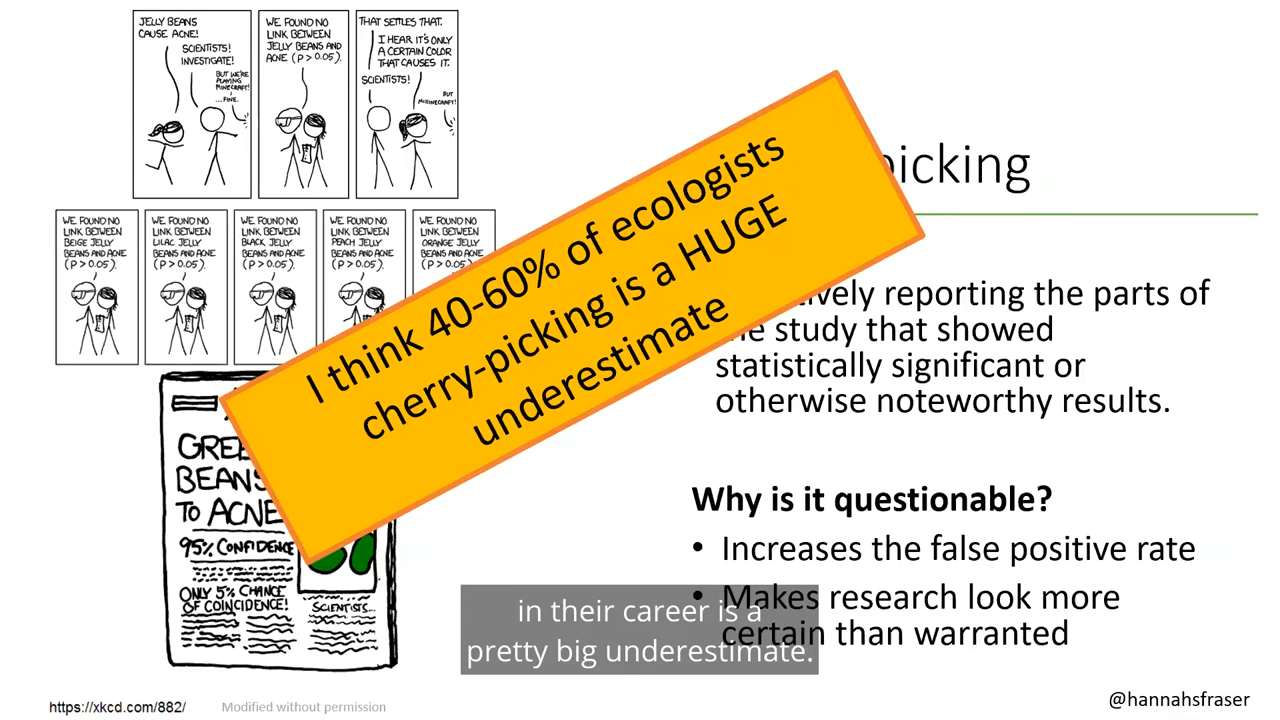 JELLY BEANS
CAUSE ACNE!
SCIENTISTS!
INVESTIGATE!
BUT WE'RE
PLAYING
MINECRAFT!
...FINE.
WE FOUND NO
LINK BETWEEN
JELLY BEANS AND
ACNE (P > 0.05).
THAT SETTLES THAT.
I HEAR IT'S ONLY
A CERTAIN COLOR
THAT CAUSES IT.
SCIENTISTS!
BUT
MINECRAFT!
WE FOUND NO
LINK BETWEEN
BEIGE JELLY
BEANS AND ACNE
(P > 0.05).
WE FOUND NO
LINK BETWEEN
LILAC JELLY
BEANS AND ACNE
(P > 0.05).
WE FOUND NO
LINK BETWEEN
BLACK JELLY
BEANS AND ACNE
(P > 0.05).
WE FOUND NO
LINK BETWEEN
PEACH JELLY
BEANS AND ACNE
(P > 0.05).
WE FOUND NO
LINK BETWEEN
ORANGE JELLY
BEANS AND ACNE
(P > 0.05).
GREE
BEANS
TO ACNE
95% CONFIDENCE
ONLY 5% CHANCE
OF COINCIDENCE!
SCIENTISTS...
I think 40-60% of ecologists
cherry-picking is a HUGE
underestimate
picking
ively reporting the parts of
he study that showed
statistically significant or
otherwise noteworthy results.
Why is it questionable?
• Increases the false positive rate
• Makes research look more
certain than warranted
in their career is a
pretty big underestimate.
https://xkcd.com/882/
Modified without permission
@hannahsfraser